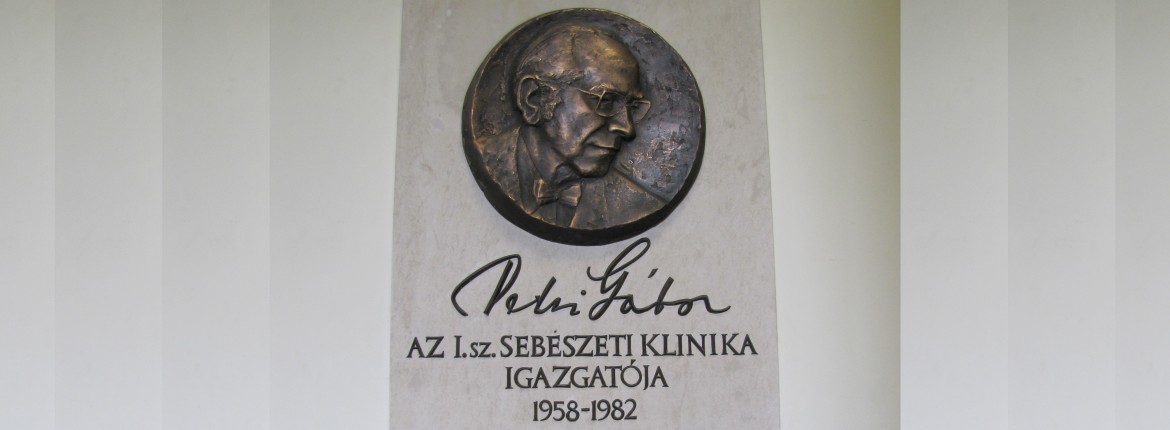 Petri Gábor
AZ I.sz. SEBÉSZETI KLINIKA
IGAZGATÓJA
1958-1982